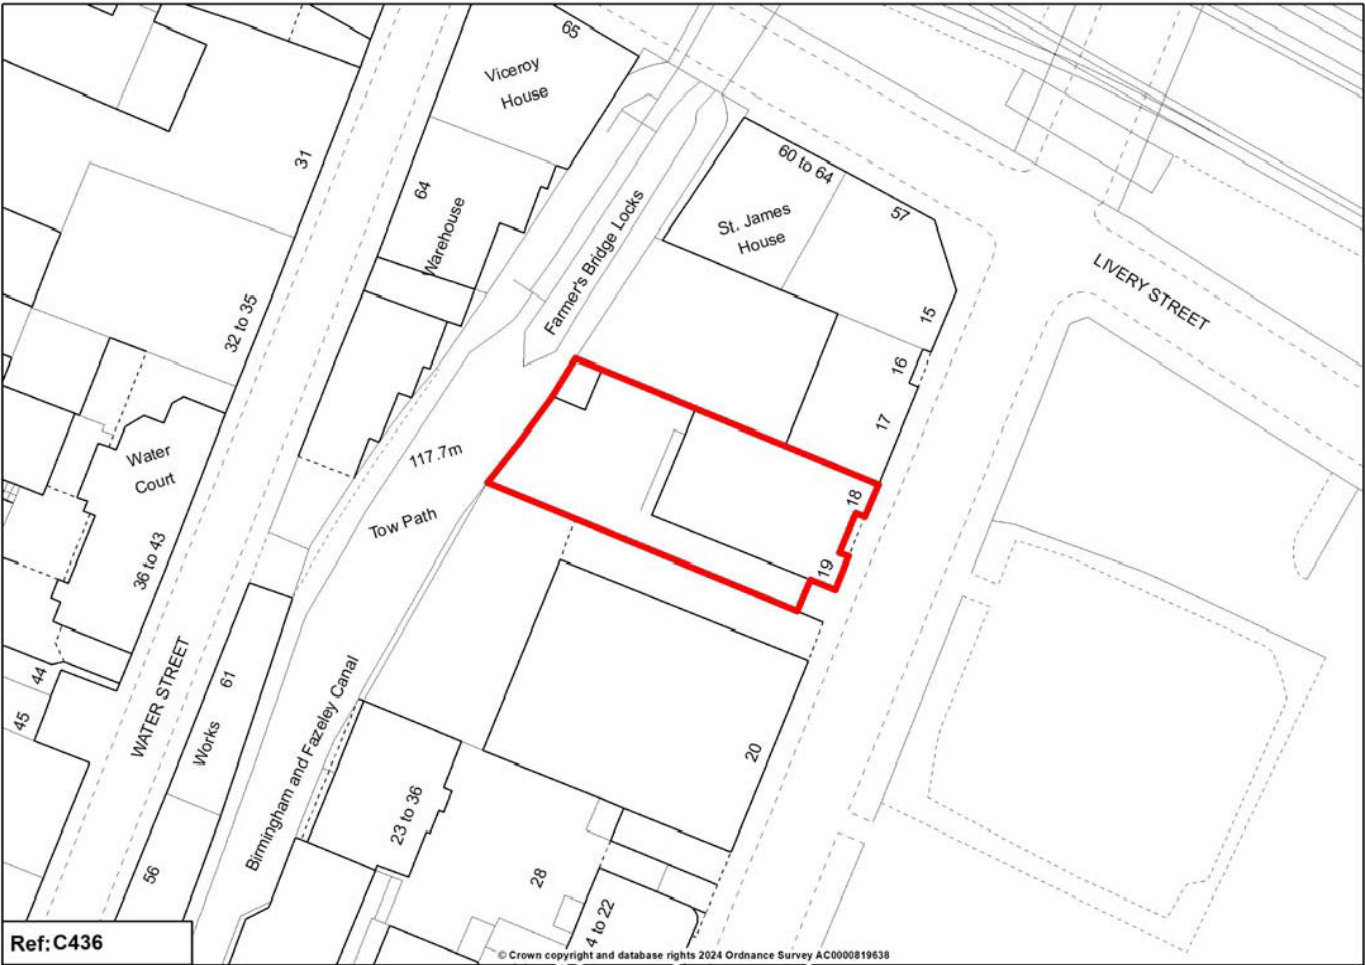 65
Viceroy
House
31
64
Warehouse
Farmer's Bridge Locks
60 to 64
57
St. James
House
LIVERY STREET
15
16
17
32 to 35
117.7m
Tow Path
Water
Court
36 to 43
18
19
44
45
WATER STREET
61
Works
Birmingham and Fazeley Canal
20
23 to 36
28
56
4 to 22
Ref:C436
© Crown copyright and database rights 2024 Ordnance Survey AC0000819638